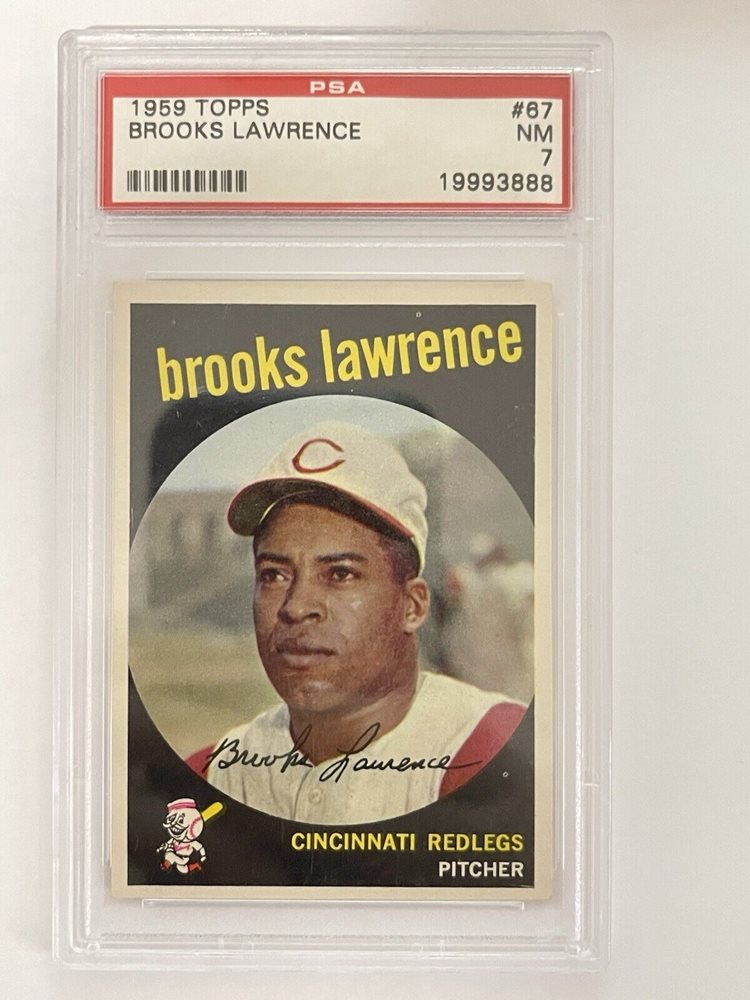 PSA
1959 TOPPS #67
BROOKS LAWRENCE NM
7
19993888
brooks lawrence
C
Brooks Lawrence
CINCINNATI REDLEGS
PITCHER